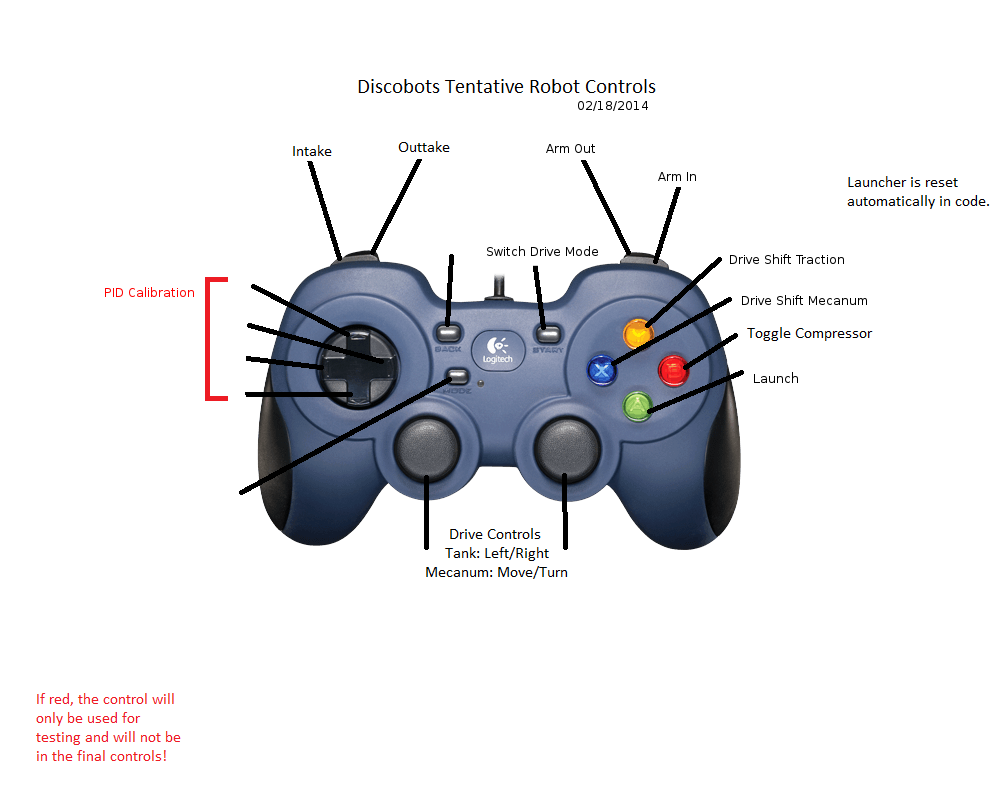 Discobots Tentative Robot Controls
02/18/2014
Intake
Outtake
Arm Out
Arm In
Launcher is reset
automatically in code.
Switch Drive Mode
Drive Shift Traction
PID Calibration
Drive Shift Mecanum
Toggle Compressor
Launch
BACK
START
Logitech
MODE
Y
X
B
A
Drive Controls
Tank: Left/Right
Mecanum: Move/Turn
If red, the control will
only be used for
testing and will not be
in the final controls!